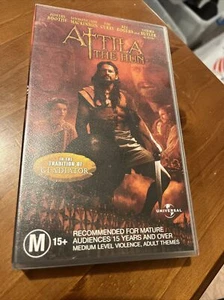 ATTILA
THE HUN
IN THE
TRADITION OF
GLADIATOR
UNIVERSAL
M 15+
RECOMMENDED FOR MATURE
AUDIENCES 15 YEARS AND OVER
MEDIUM LEVEL VIOLENCE, ADULT THEMES